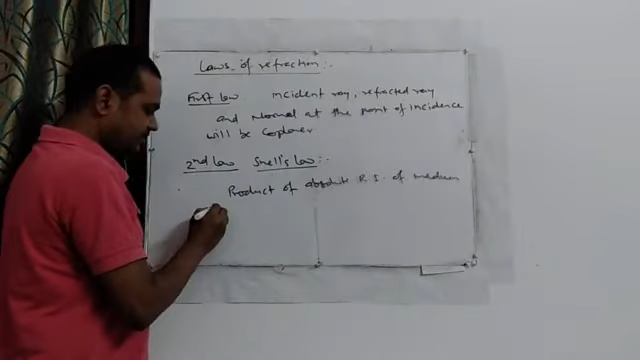 Laws of refraction:-
First law incident ray, refracted ray
and Normal at the point of incidence
will be Coplaner
2nd law Snell's law:-
Product of absolute R.I. of medium